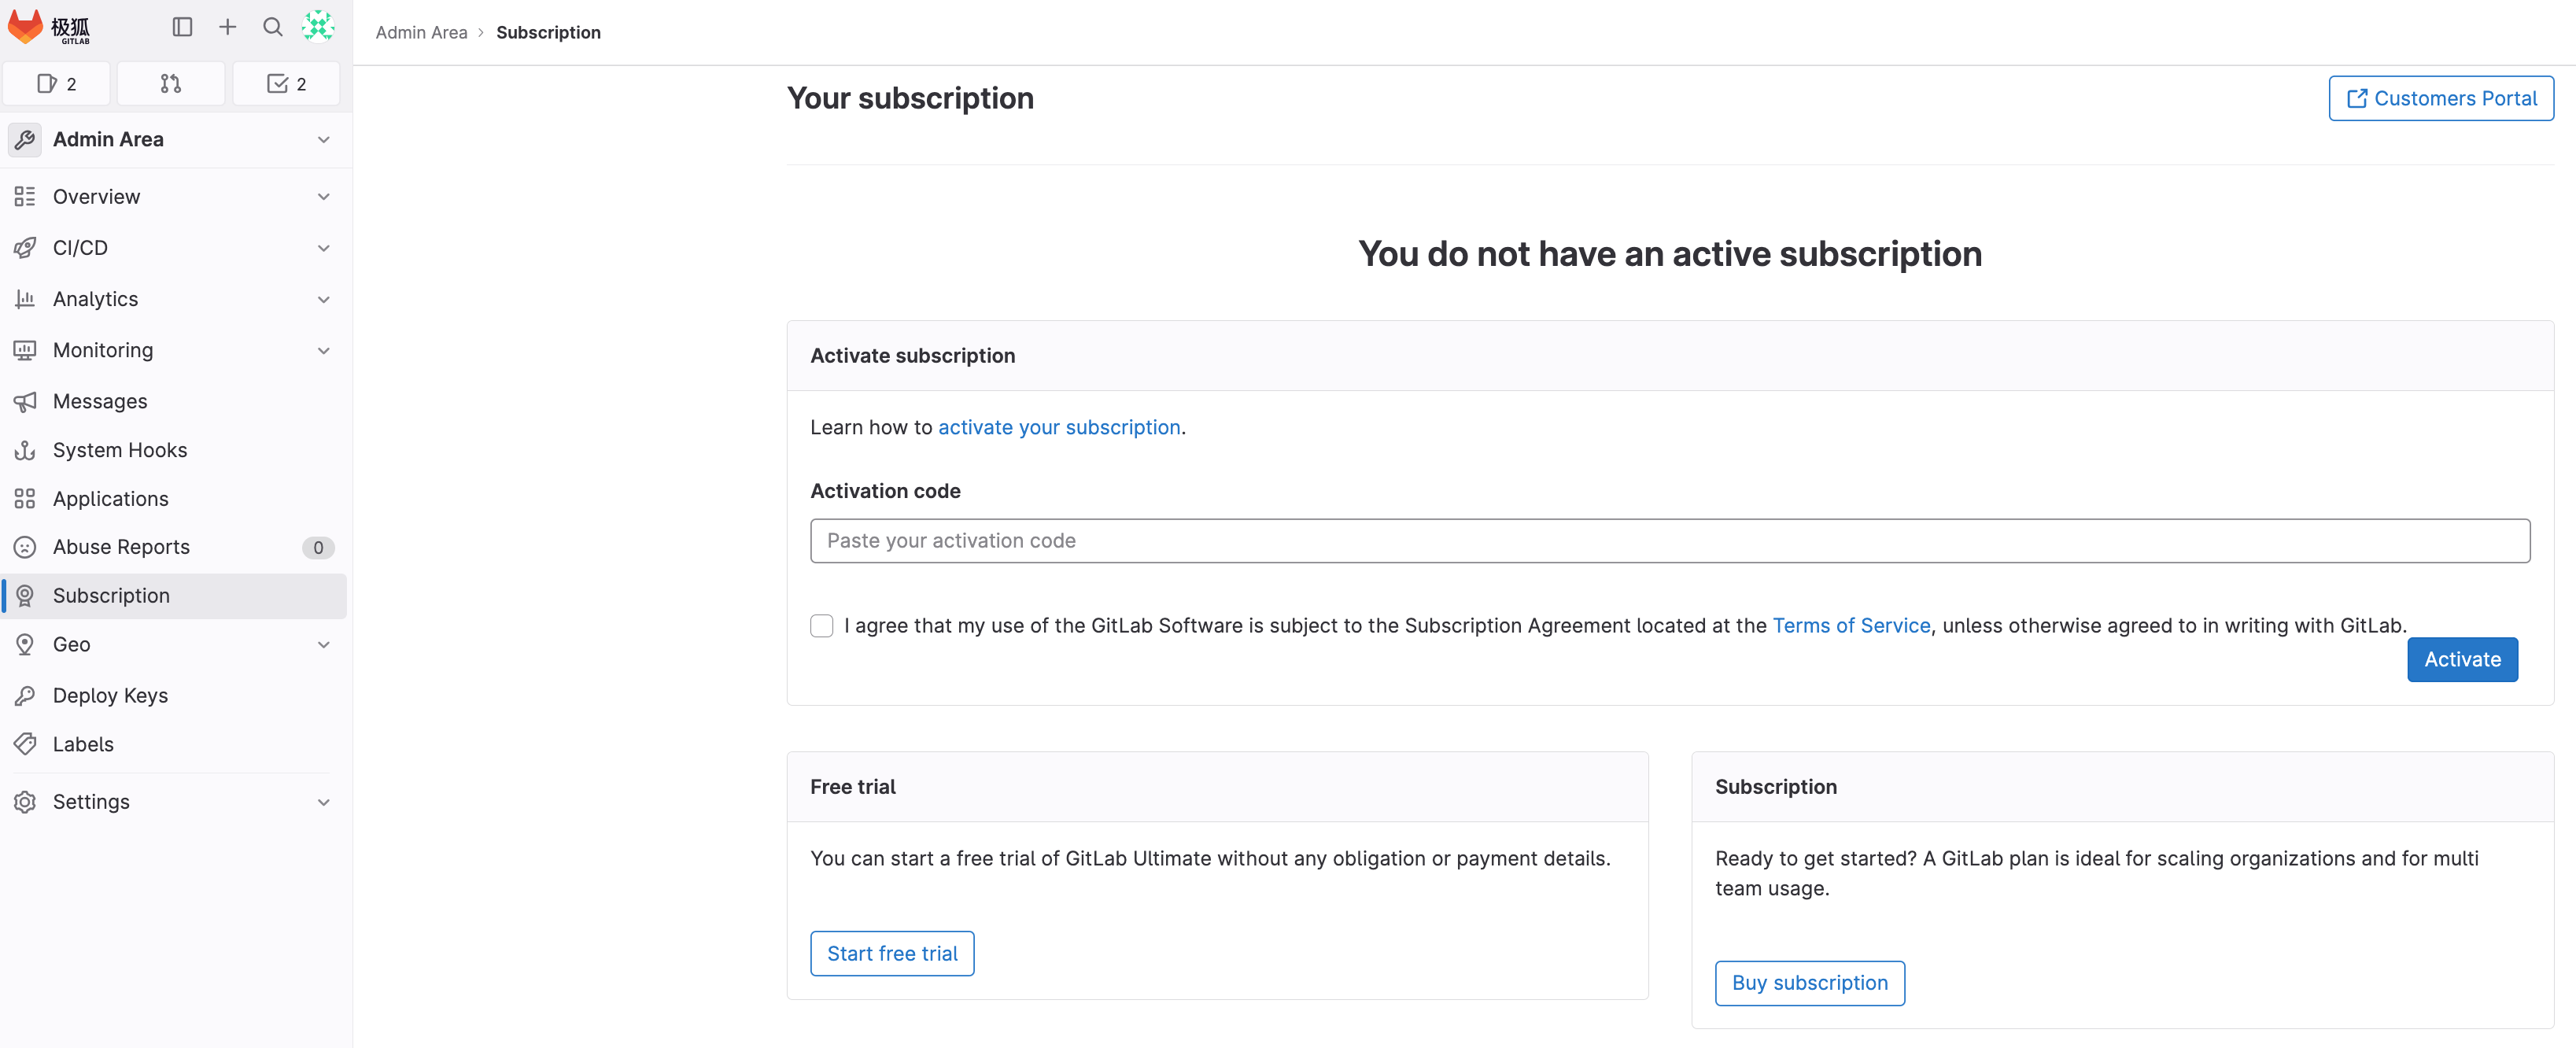 极狐
GITLAB
2
2
Admin Area
Overview
CI/CD
Analytics
Monitoring
Messages
System Hooks
Applications
Abuse Reports
0
Subscription
Geo
Deploy Keys
Labels
Settings
Admin Area › Subscription
Your subscription
Customers Portal
You do not have an active subscription
Activate subscription
Learn how to activate your subscription.
Activation code
Paste your activation code
I agree that my use of the GitLab Software is subject to the Subscription Agreement located at the Terms of Service, unless otherwise agreed to in writing with GitLab.
Activate
Free trial
You can start a free trial of GitLab Ultimate without any obligation or payment details.
Start free trial
Subscription
Ready to get started? A GitLab plan is ideal for scaling organizations and for multi
team usage.
Buy subscription